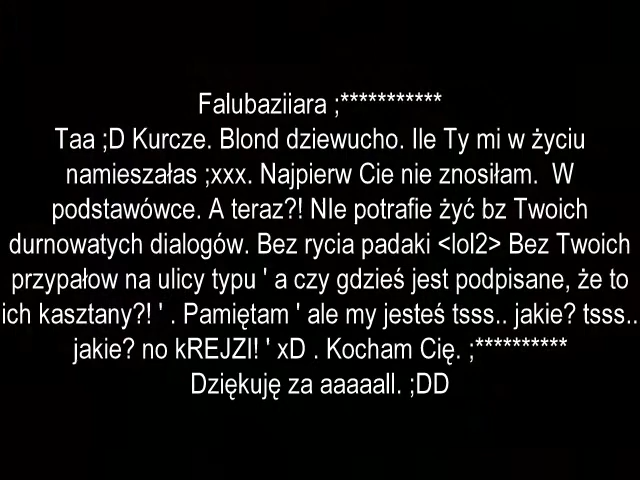 Falubaziiara ;***********
Taa ;D Kurcze. Blond dziewucho. Ile Ty mi w życiu
namieszałas ;xxx. Najpierw Cie nie znosiłam. W
podstawówce. A teraz?! NIe potrafie żyć bz Twoich
durnowatych dialogów. Bez rycia padaki <lol2> Bez Twoich
przypałow na ulicy typu ' a czy gdzieś jest podpisane, że to
ich kasztany?! ' . Pamiętam ' ale my jesteś tsss.. jakie? tsss..
jakie? no kREJZI! ' xD . Kocham Cię. ;**********
Dziękuję za aaaaall. ;DD